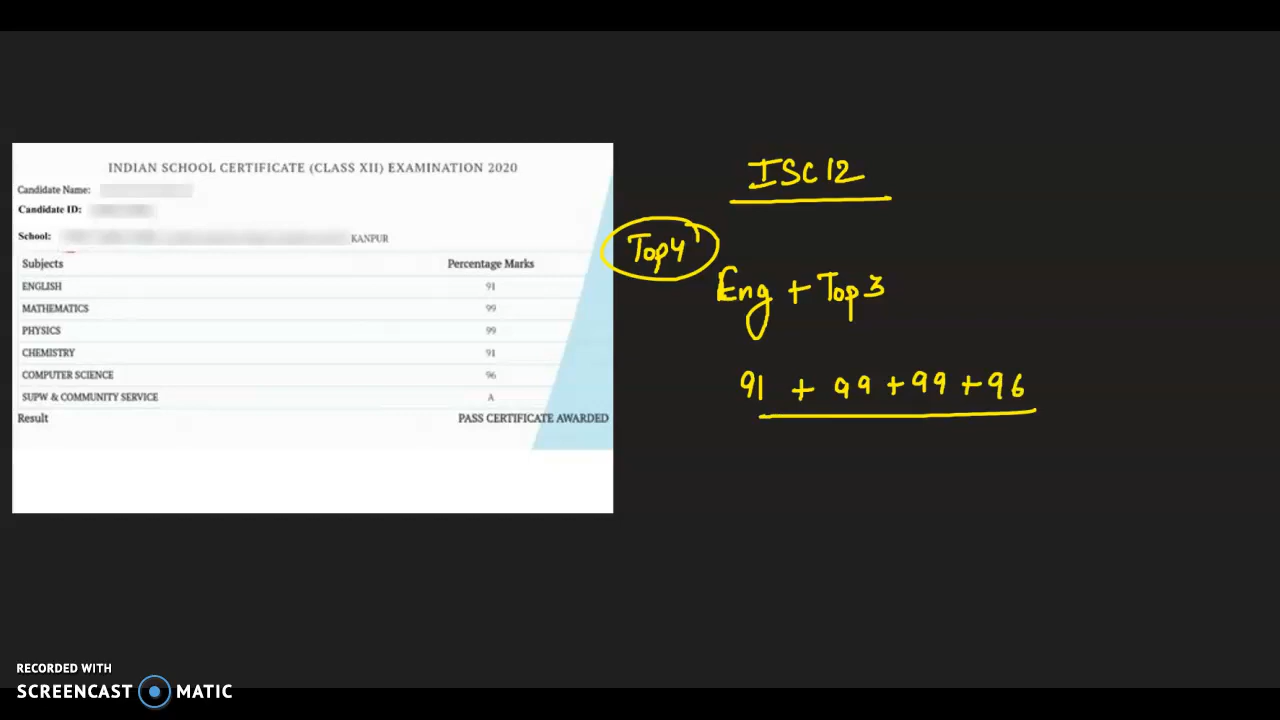 INDIAN SCHOOL CERTIFICATE (CLASS XII) EXAMINATION 2020
Candidate Name:
Candidate ID:
School: KANPUR
Subjects Percentage Marks
ENGLISH 91
MATHEMATICS 99
PHYSICS 99
CHEMISTRY 91
COMPUTER SCIENCE 96
SUPW & COMMUNITY SERVICE A
Result PASS CERTIFICATE AWARDED
ISC 12
Top 4
Eng + Top 3
91 + 99 + 99 + 96
RECORDED WITH
SCREENCAST MATIC